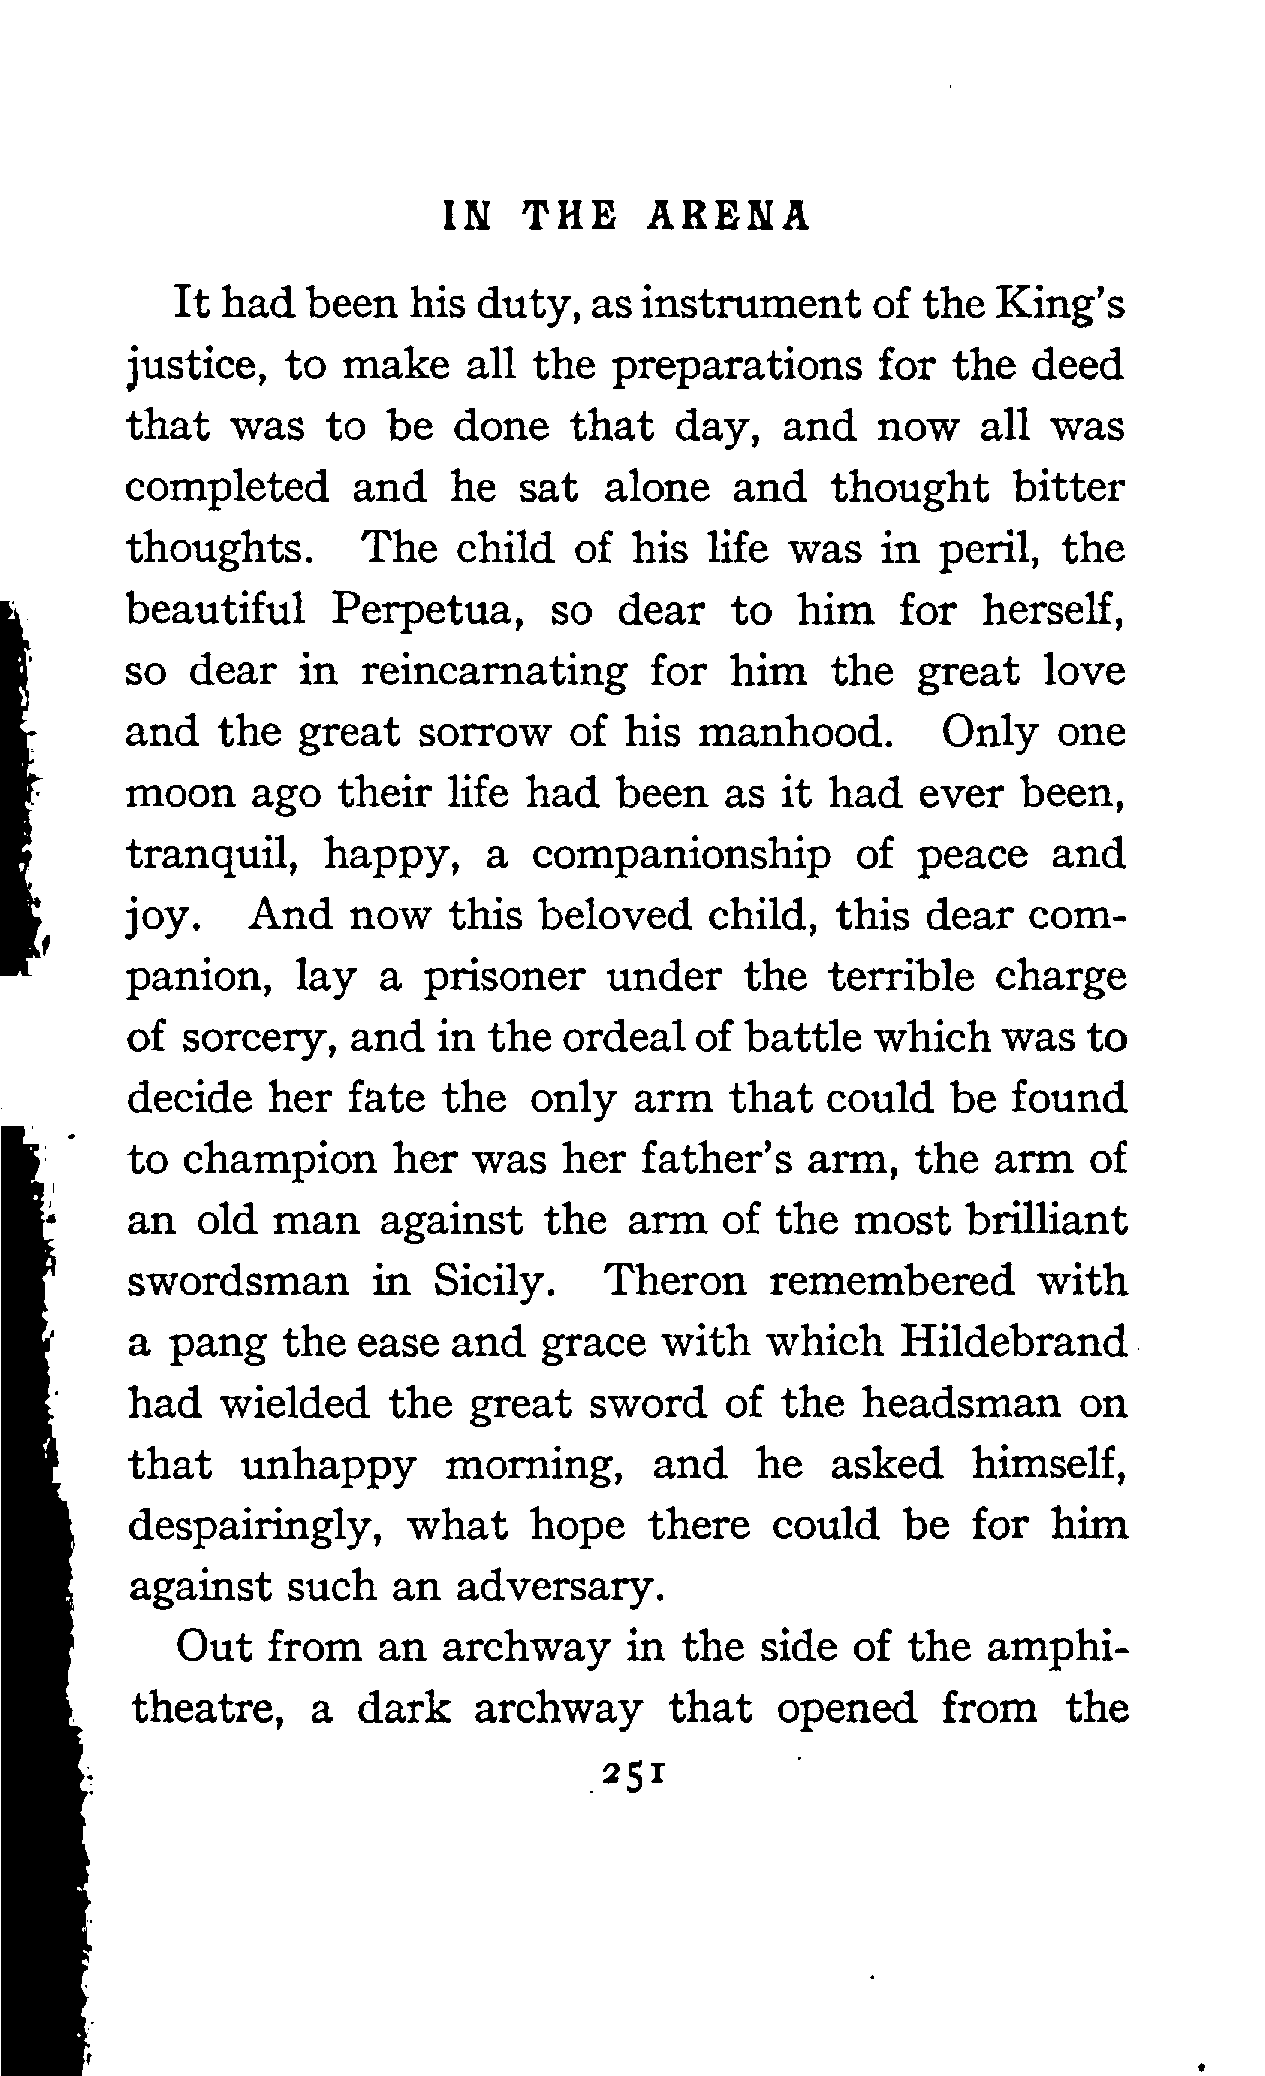 IN THE ARENA
It had been his duty, as instrument of the King's
justice, to make all the preparations for the deed
that was to be done that day, and now all was
completed and he sat alone and thought bitter
thoughts. The child of his life was in peril, the
beautiful Perpetua, so dear to him for herself,
so dear in reincarnating for him the great love
and the great sorrow of his manhood. Only one
moon ago their life had been as it had ever been,
tranquil, happy, a companionship of peace and
joy. And now this beloved child, this dear com-
panion, lay a prisoner under the terrible charge
of sorcery, and in the ordeal of battle which was to
decide her fate the only arm that could be found
to champion her was her father's arm, the arm of
an old man against the arm of the most brilliant
swordsman in Sicily. Theron remembered with
a pang the ease and grace with which Hildebrand
had wielded the great sword of the headsman on
that unhappy morning, and he asked himself,
despairingly, what hope there could be for him
against such an adversary.
Out from an archway in the side of the amphi-
theatre, a dark archway that opened from the
251